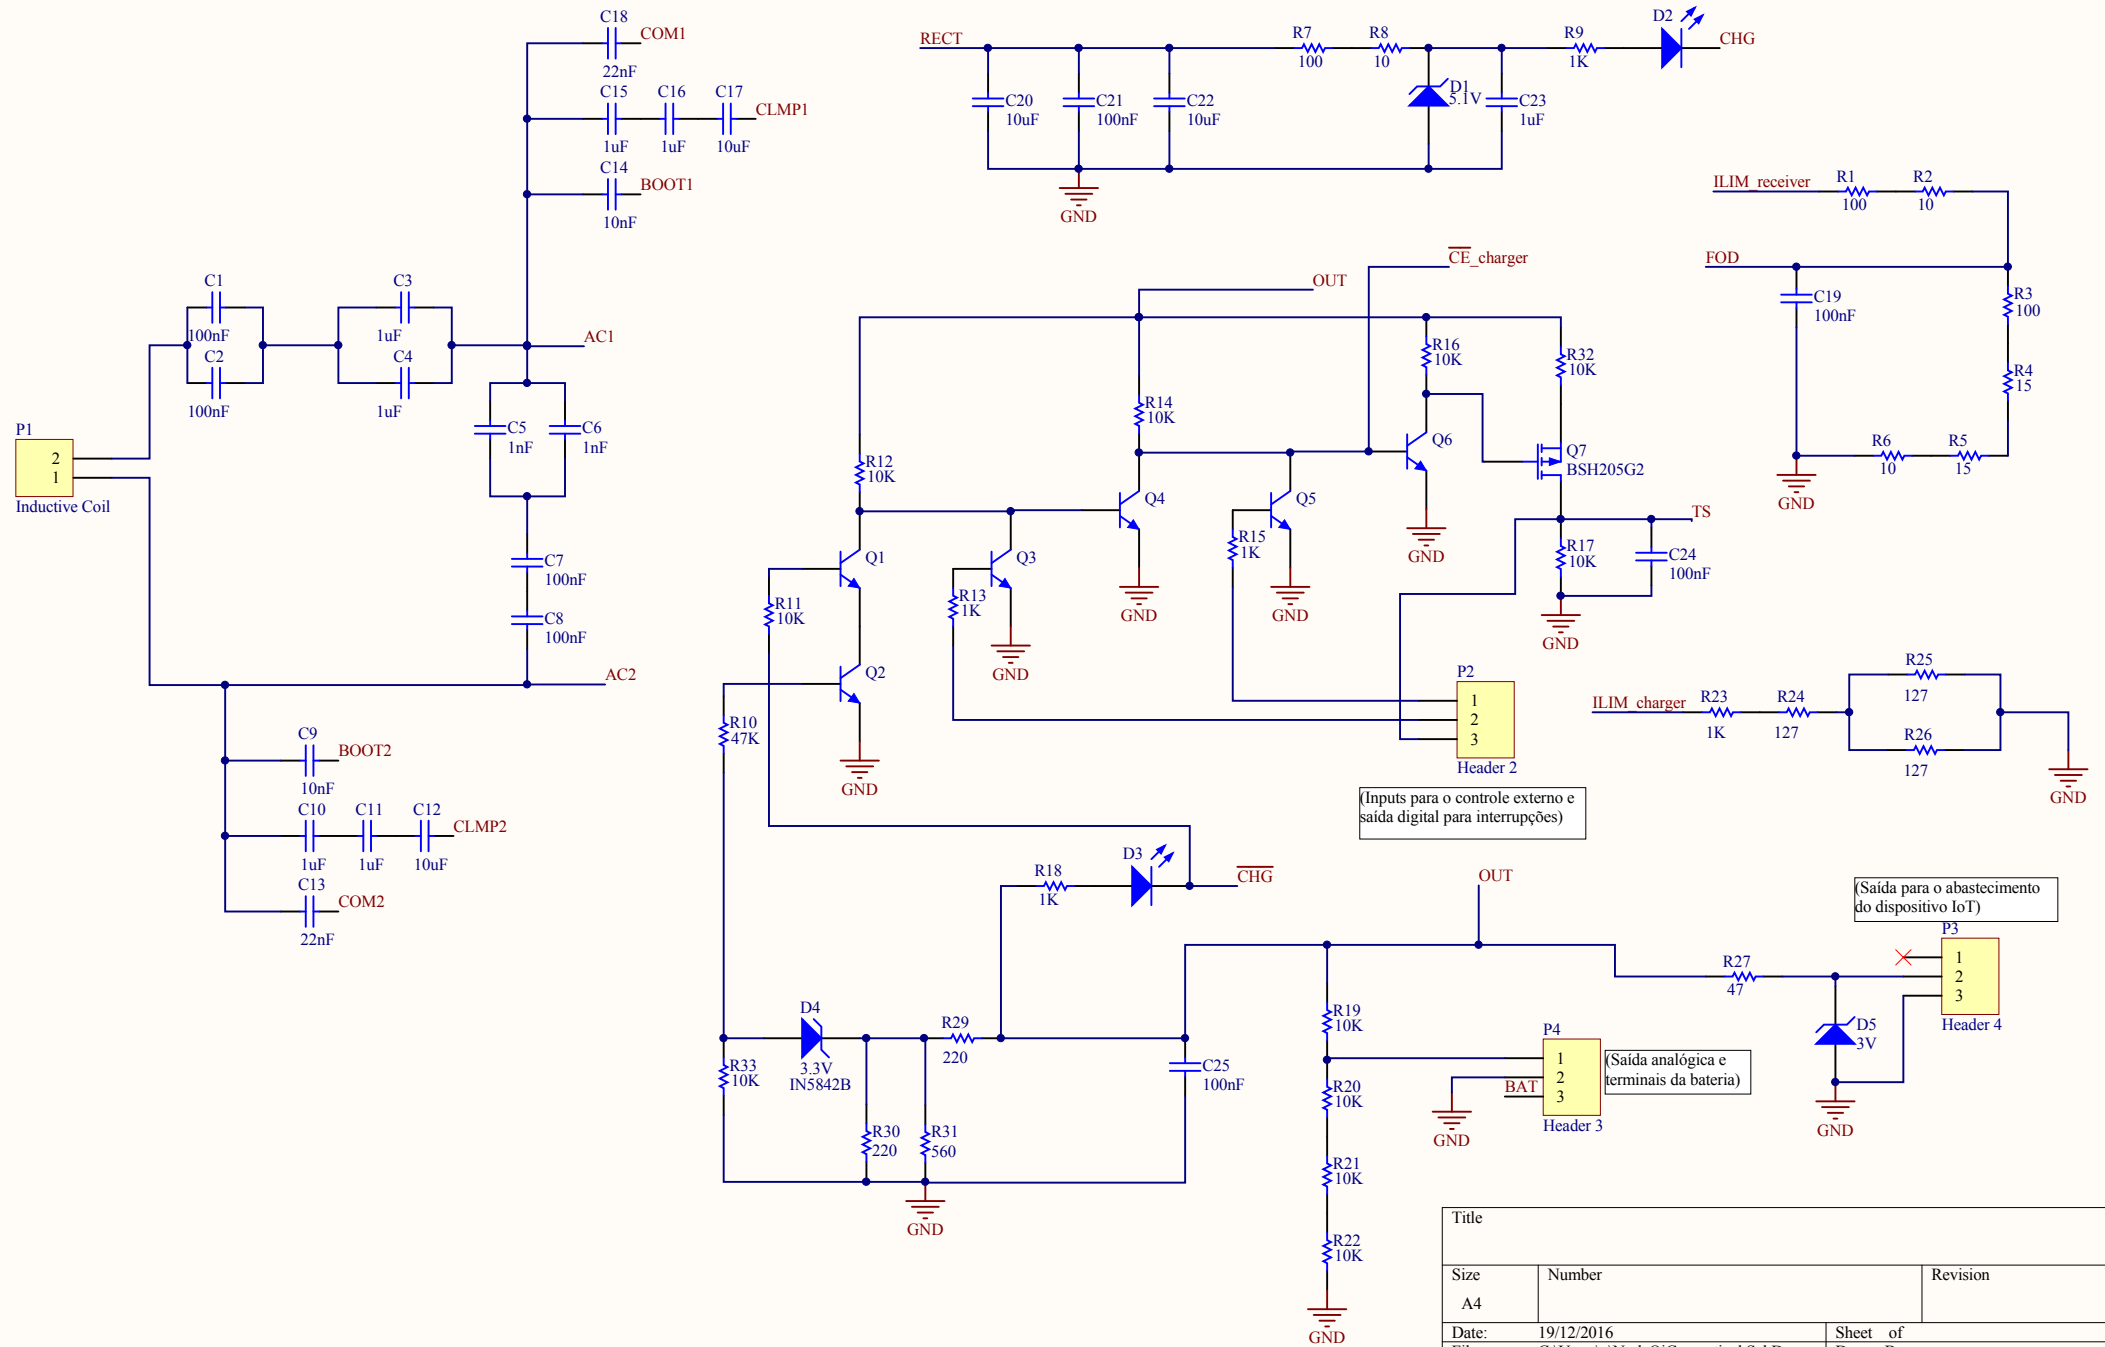 C18
COM1
22nF
C15
C16
C17
CLMP1
1uF
1uF
10uF
C14
BOOT1
10nF
C1
100nF
C2
100nF
C3
1uF
C4
1uF
AC1
P1
2
1
Inductive Coil
C5
1nF
C6
1nF
C7
100nF
C8
100nF
AC2
C9
BOOT2
10nF
C10
C11
C12
CLMP2
1uF
1uF
10uF
C13
COM2
22nF
RECT
R7
100
R8
10
R9
1K
D2
CHG
C20
10uF
C21
100nF
C22
10uF
D1
5.1V
C23
1uF
GND
ILIM_receiver
R1
100
R2
10
FOD
C19
100nF
R3
100
R4
15
R6
10
R5
15
GND
CE_charger
OUT
R16
10K
R32
10K
R14
10K
R12
10K
Q6
Q7
BSH205G2
Q4
Q5
R15
1K
GND
TS
R17
10K
C24
100nF
GND
Q1
Q3
R13
1K
R11
10K
GND
GND
GND
Q2
R10
47K
GND
P2
1
2
3
Header 2
(Inputs para o controle externo e
saída digital para interrupções)
ILIM_charger
R23
1K
R24
127
R25
127
R26
127
GND
R18
1K
D3
CHG
OUT
(Saída para o abastecimento
do dispositivo IoT)
P3
1
2
3
Header 4
R27
47
D5
3V
GND
D4
3.3V
IN5842B
R29
220
R33
10K
C25
100nF
R30
220
R31
560
GND
R19
10K
R20
10K
R21
10K
R22
10K
GND
P4
1
2
3
BAT
Header 3
GND
(Saída analógica e
terminais da bateria)
Title
Size
Number
Revision
A4
Date:
19/12/2016
Sheet of